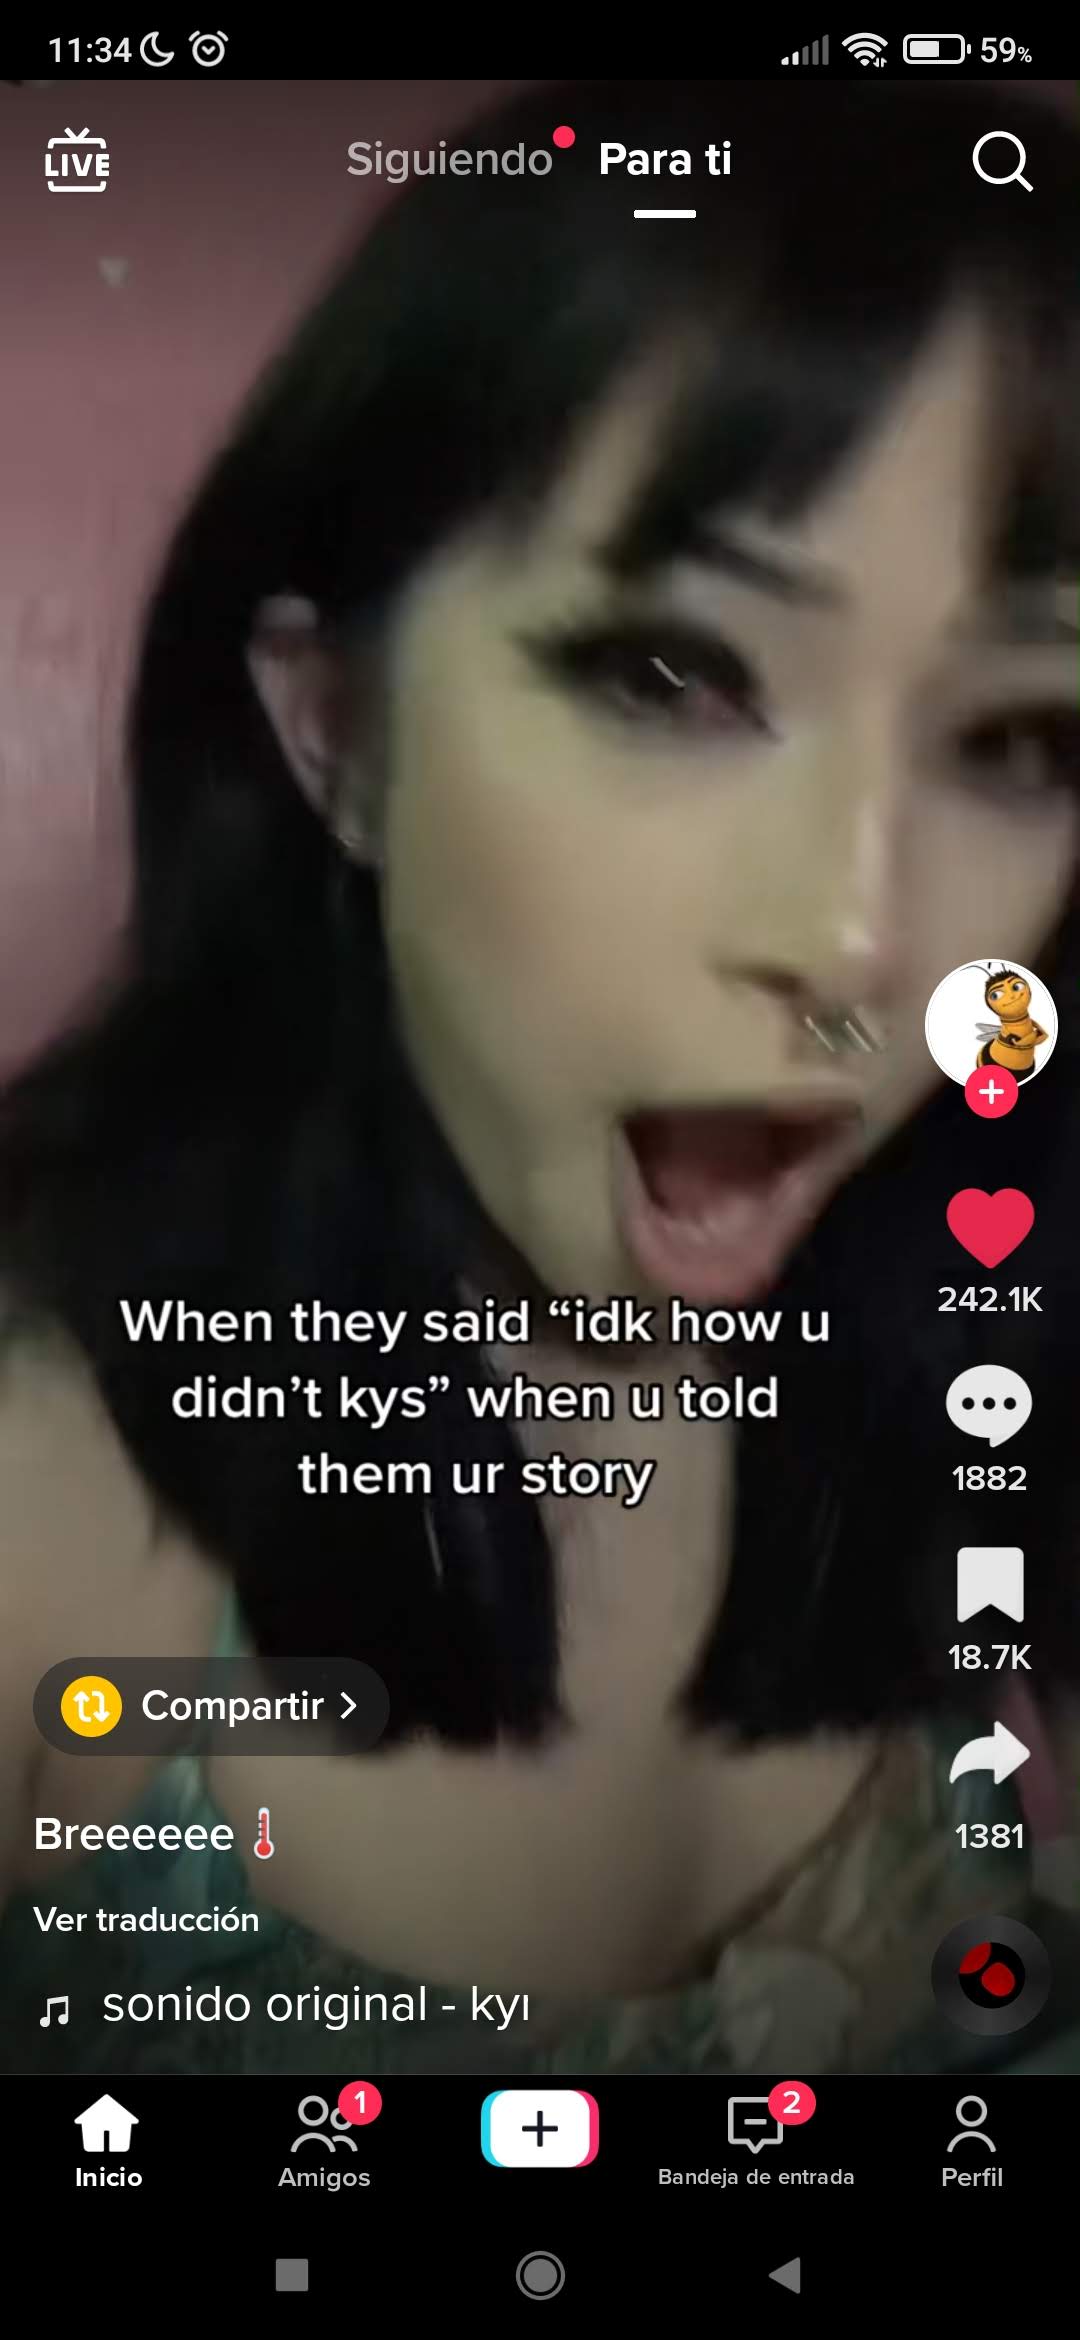 11:34
59%
LIVE
Siguiendo
Para ti
242.1K
When they said “idk how u
didn’t kys” when u told
them ur story
1882
18.7K
Compartir
1381
Breeeeee
Ver traducción
sonido original - kyı
1
2
Inicio
Amigos
Bandeja de entrada
Perfil